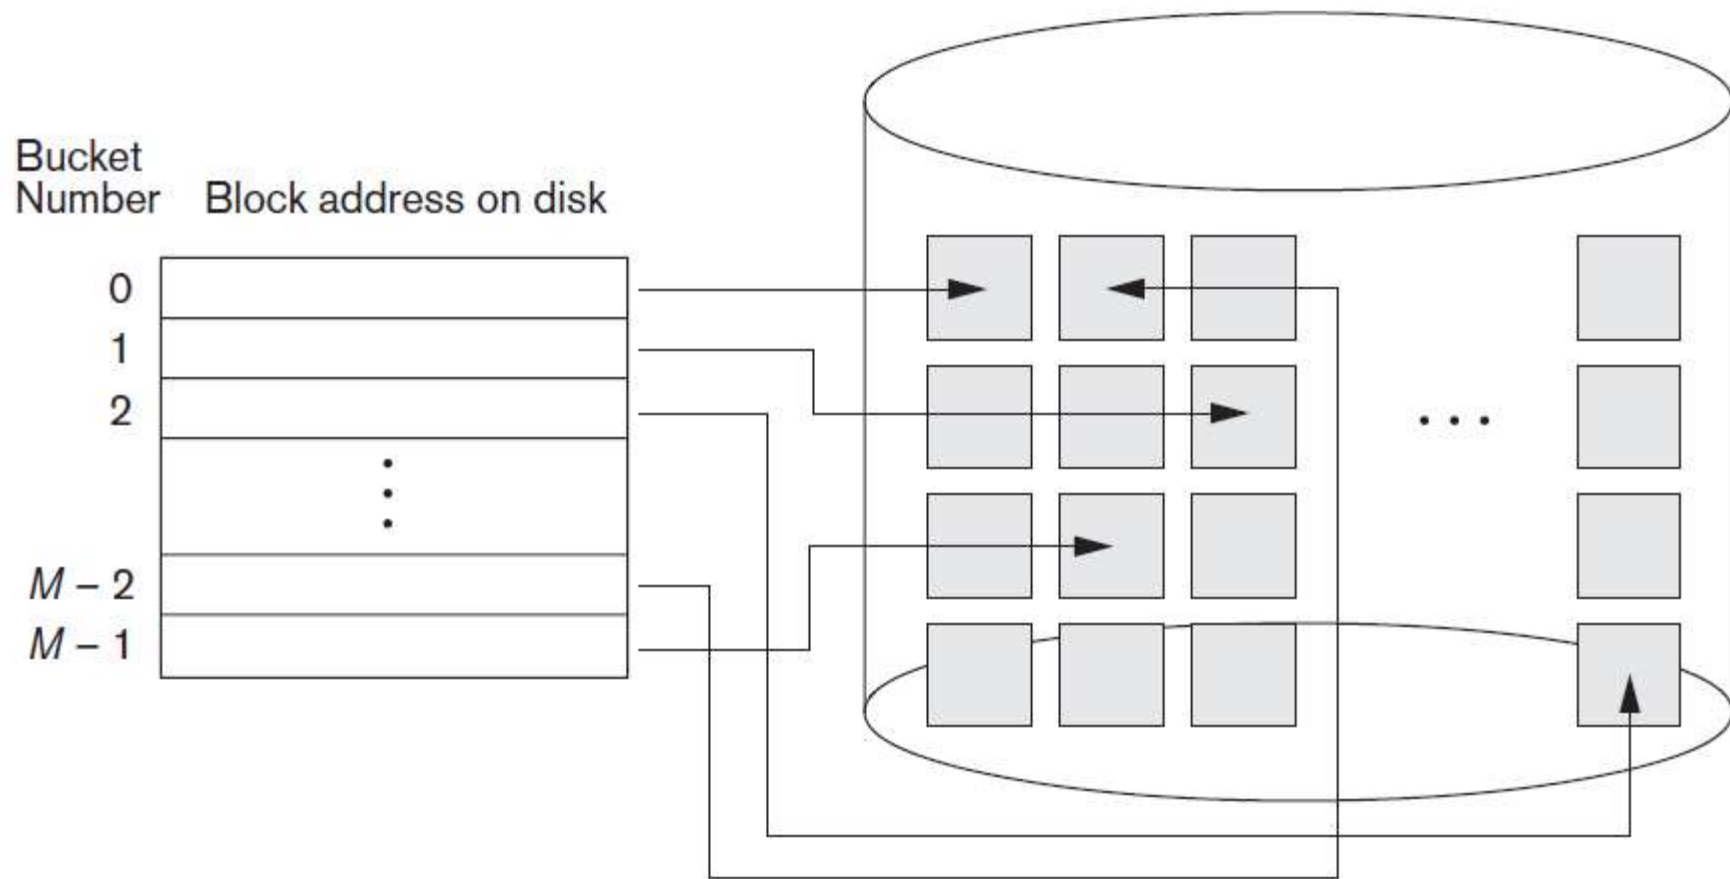 Bucket
Number Block address on disk
0
1
2
M – 2
M – 1